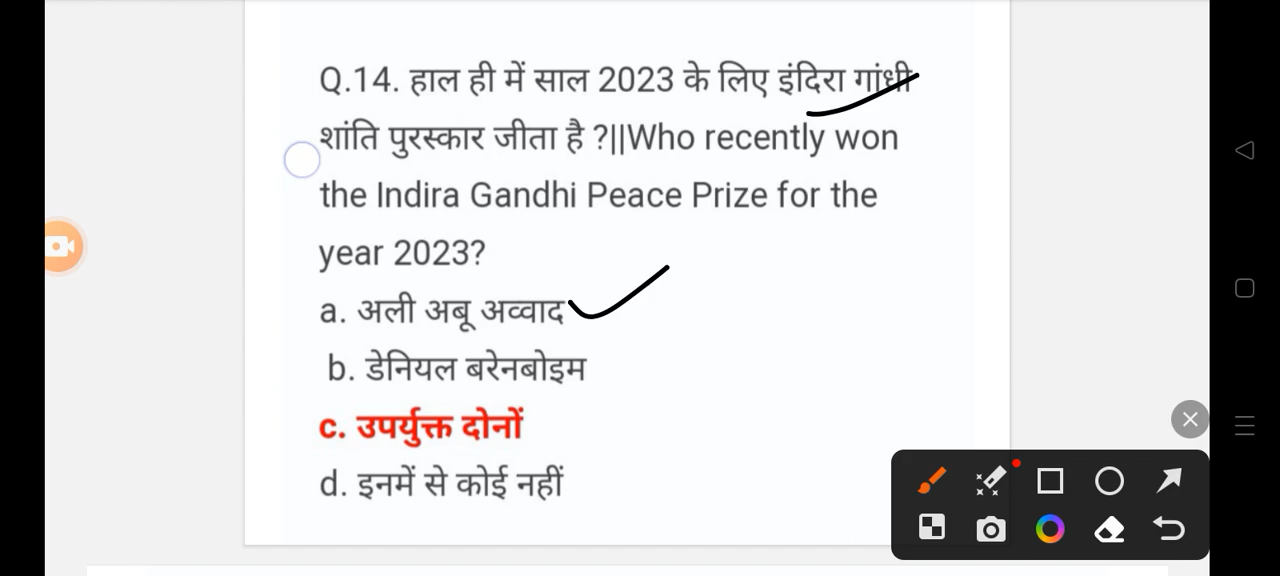 Q.14. हाल ही में साल 2023 के लिए इंदिरा गांधी
शांति पुरस्कार जीता है ?||Who recently won
the Indira Gandhi Peace Prize for the
year 2023?
a. अली अबू अव्वाद
b. डेनियल बरेनबोइम
c. उपर्युक्त दोनों
d. इनमें से कोई नहीं